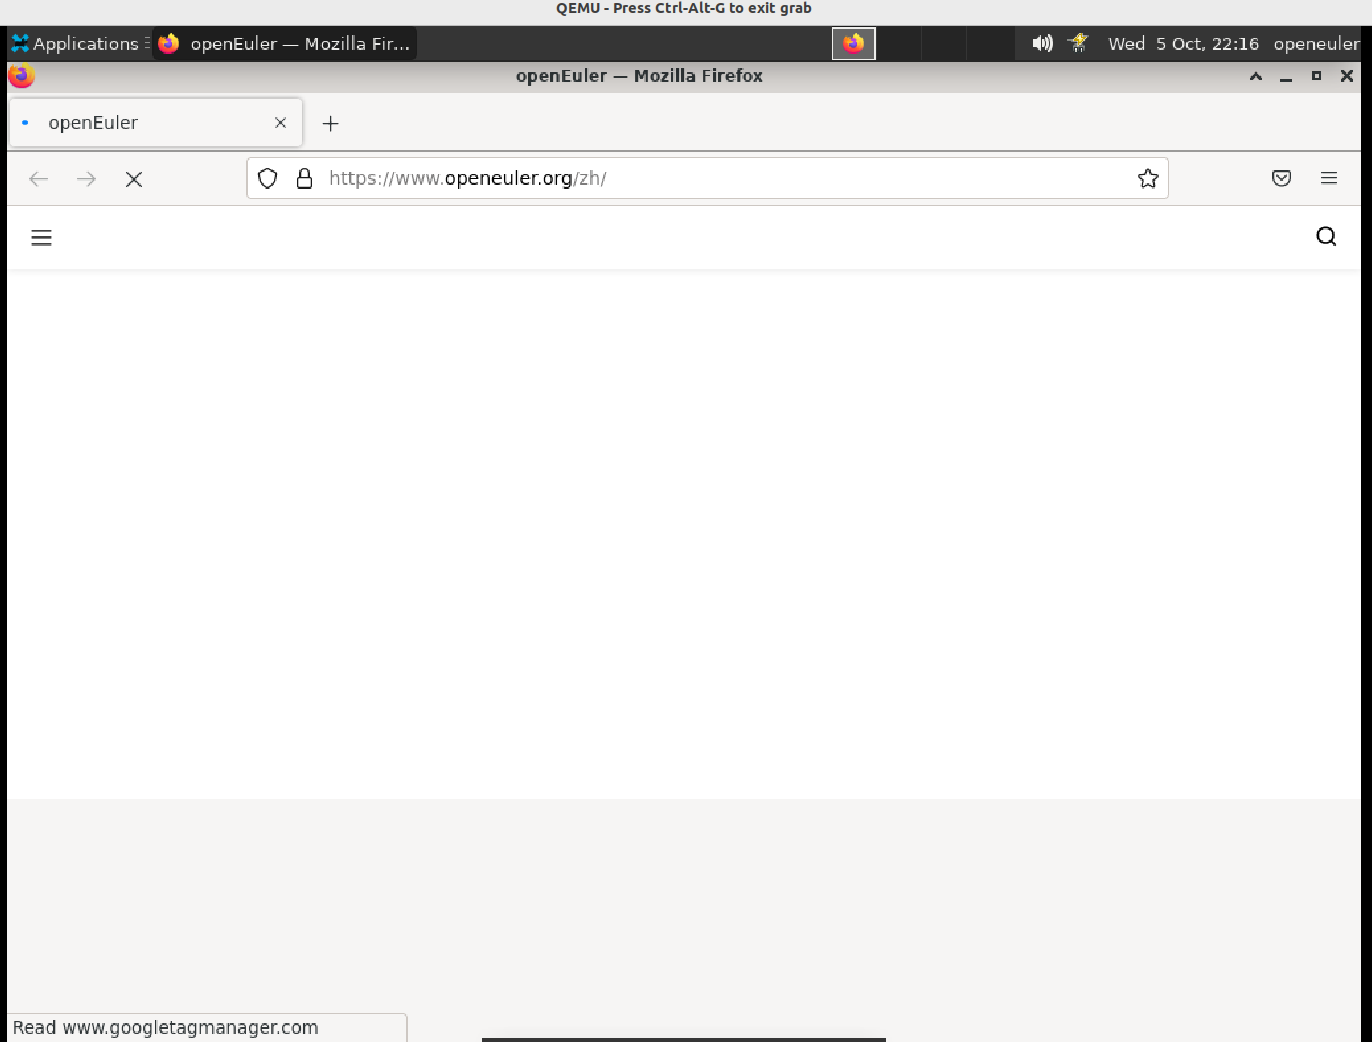 QEMU - Press Ctrl-Alt-G to exit grab
Applications openEuler — Mozilla Fir... Wed 5 Oct, 22:16 openeuler
openEuler — Mozilla Firefox
openEuler
https://www.openeuler.org/zh/
Read www.googletagmanager.com